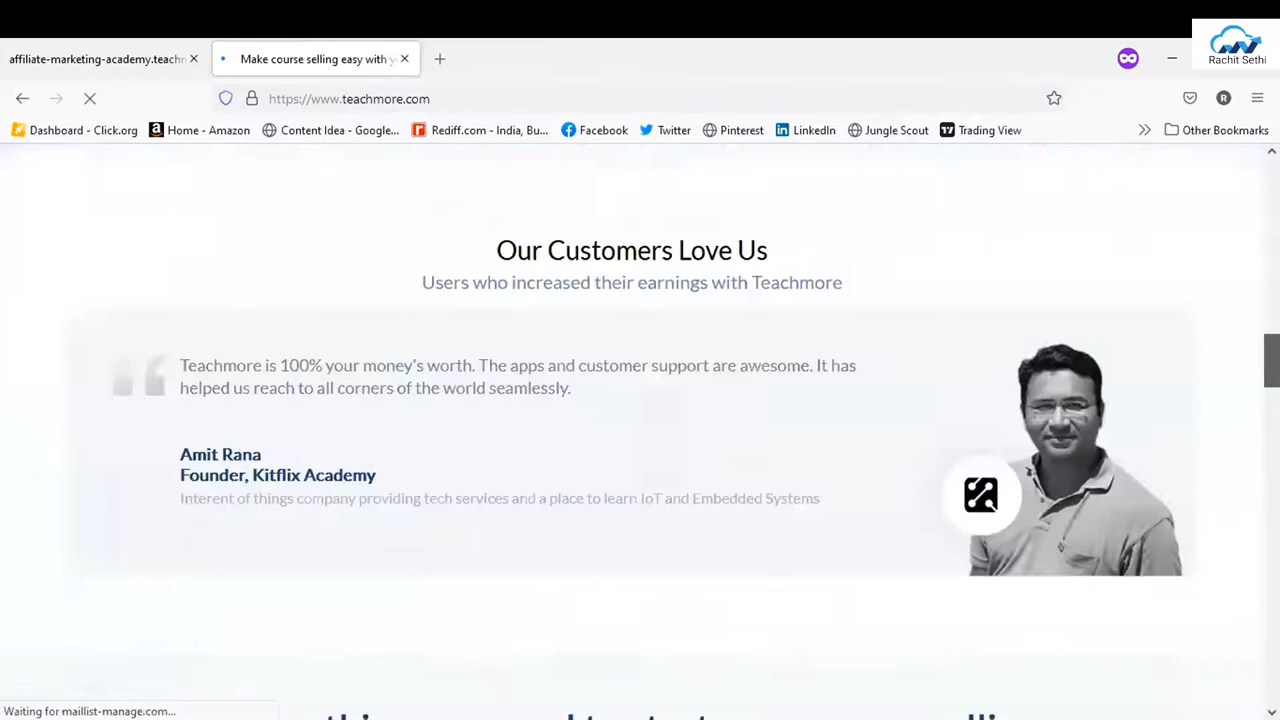 Rachit Sethi
affiliate-marketing-academy.teachm
Make course selling easy with y
https://www.teachmore.com
Dashboard - Click.org
Home - Amazon
Content Idea - Google...
Rediff.com - India, Bu...
Facebook
Twitter
Pinterest
LinkedIn
Jungle Scout
Trading View
Other Bookmarks
Our Customers Love Us
Users who increased their earnings with Teachmore
Teachmore is 100% your money's worth. The apps and customer support are awesome. It has
helped us reach to all corners of the world seamlessly.
Amit Rana
Founder, Kitflix Academy
Interent of things company providing tech services and a place to learn IoT and Embedded Systems
Waiting for maillist-manage.com...